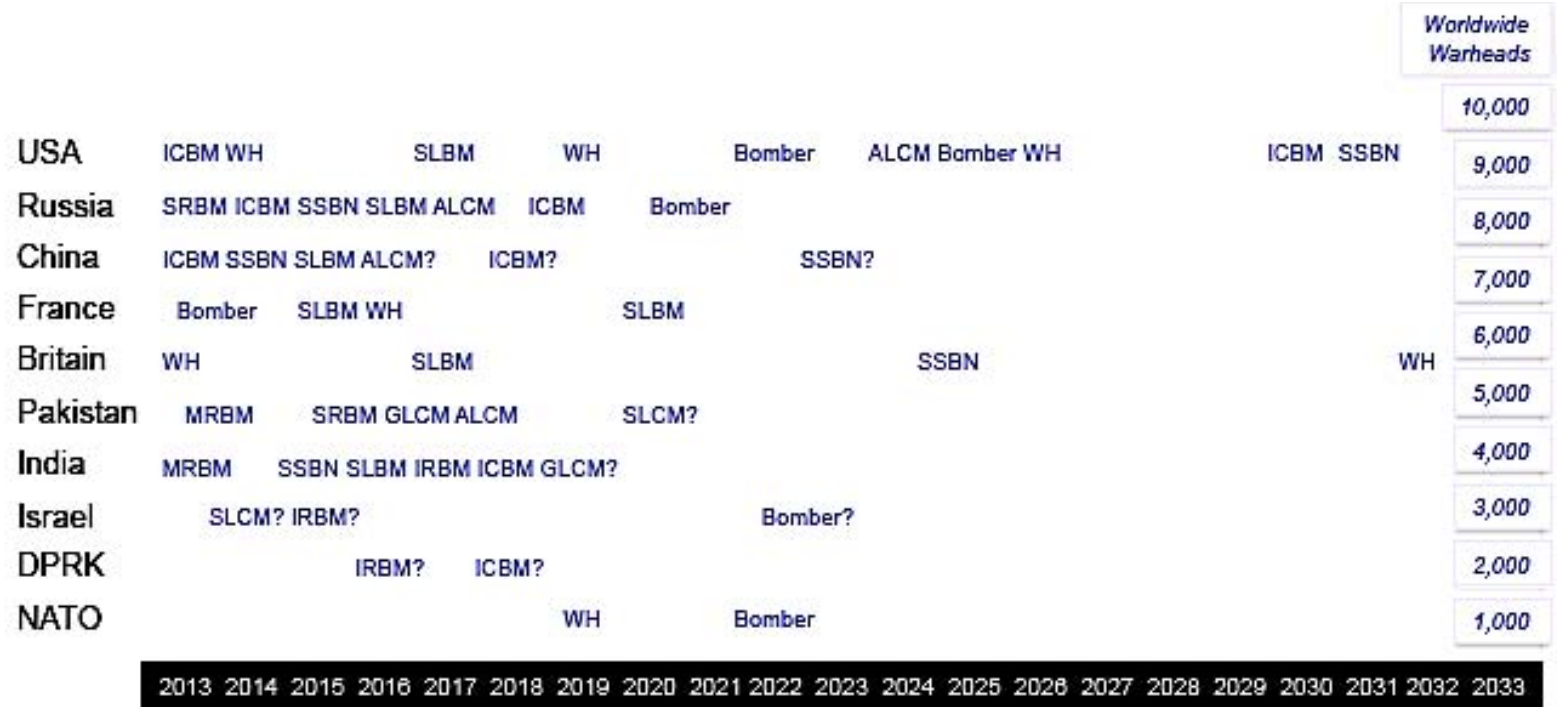 Worldwide
Warheads
10,000
USA ICBM WH SLBM WH Bomber ALCM Bomber WH ICBM SSBN
9,000
Russia SRBM ICBM SSBN SLBM ALCM ICBM Bomber
8,000
China ICBM SSBN SLBM ALCM? ICBM? SSBN?
7,000
France Bomber SLBM WH SLBM
6,000
Britain WH SLBM SSBN WH
5,000
Pakistan MRBM SRBM GLCM ALCM SLCM?
4,000
India MRBM SSBN SLBM IRBM ICBM GLCM?
3,000
Israel SLCM? IRBM? Bomber?
DPRK IRBM? ICBM? 2,000
NATO WH Bomber 1,000
2013 2014 2015 2016 2017 2018 2019 2020 2021 2022 2023 2024 2025 2026 2027 2028 2029 2030 2031 2032 2033